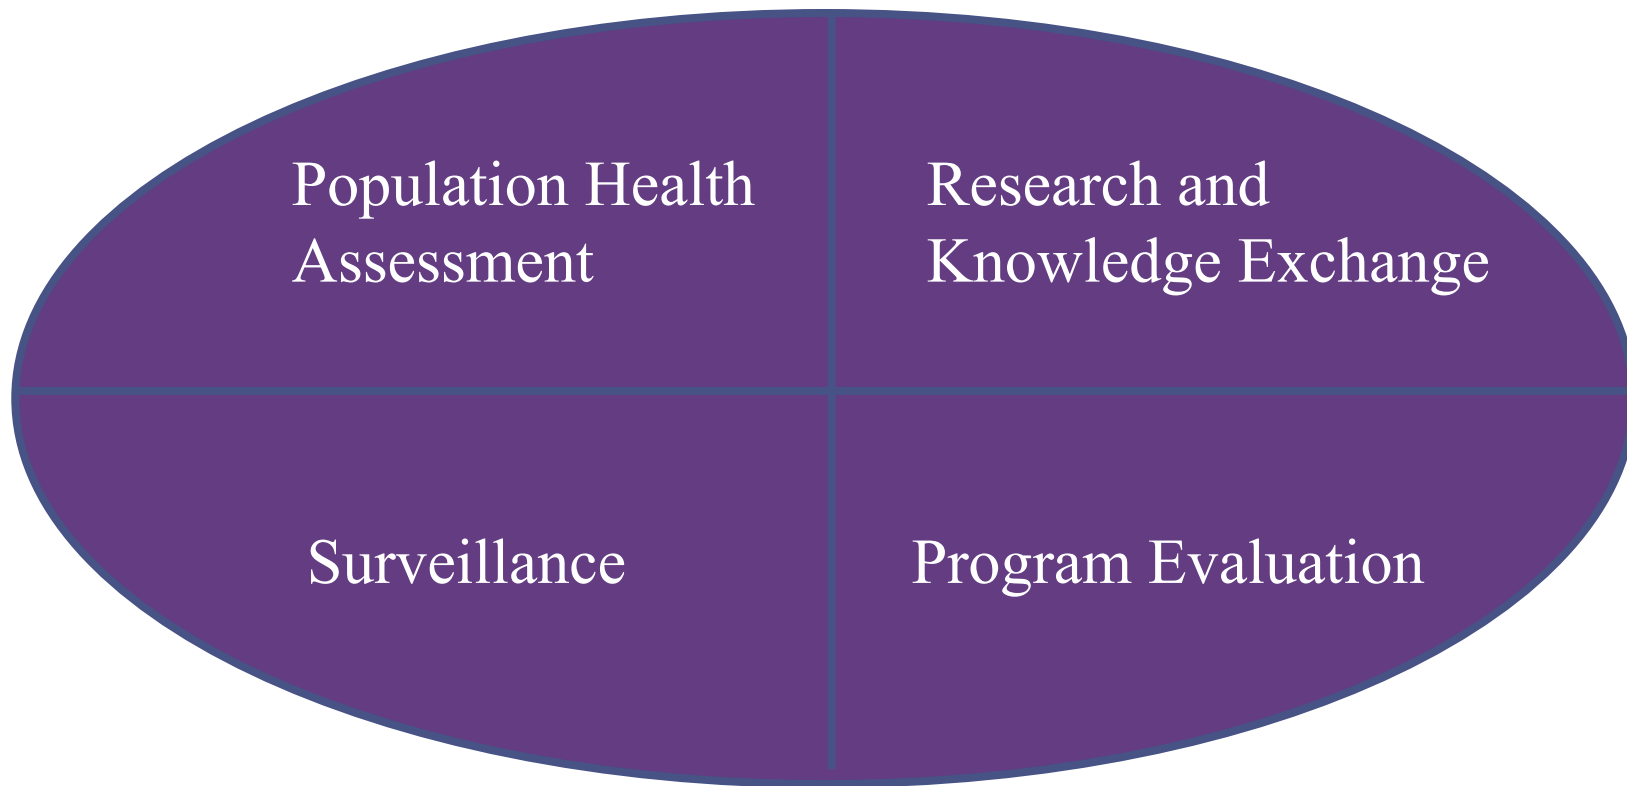 Population Health
Assessment
Research and
Knowledge Exchange
Surveillance
Program Evaluation